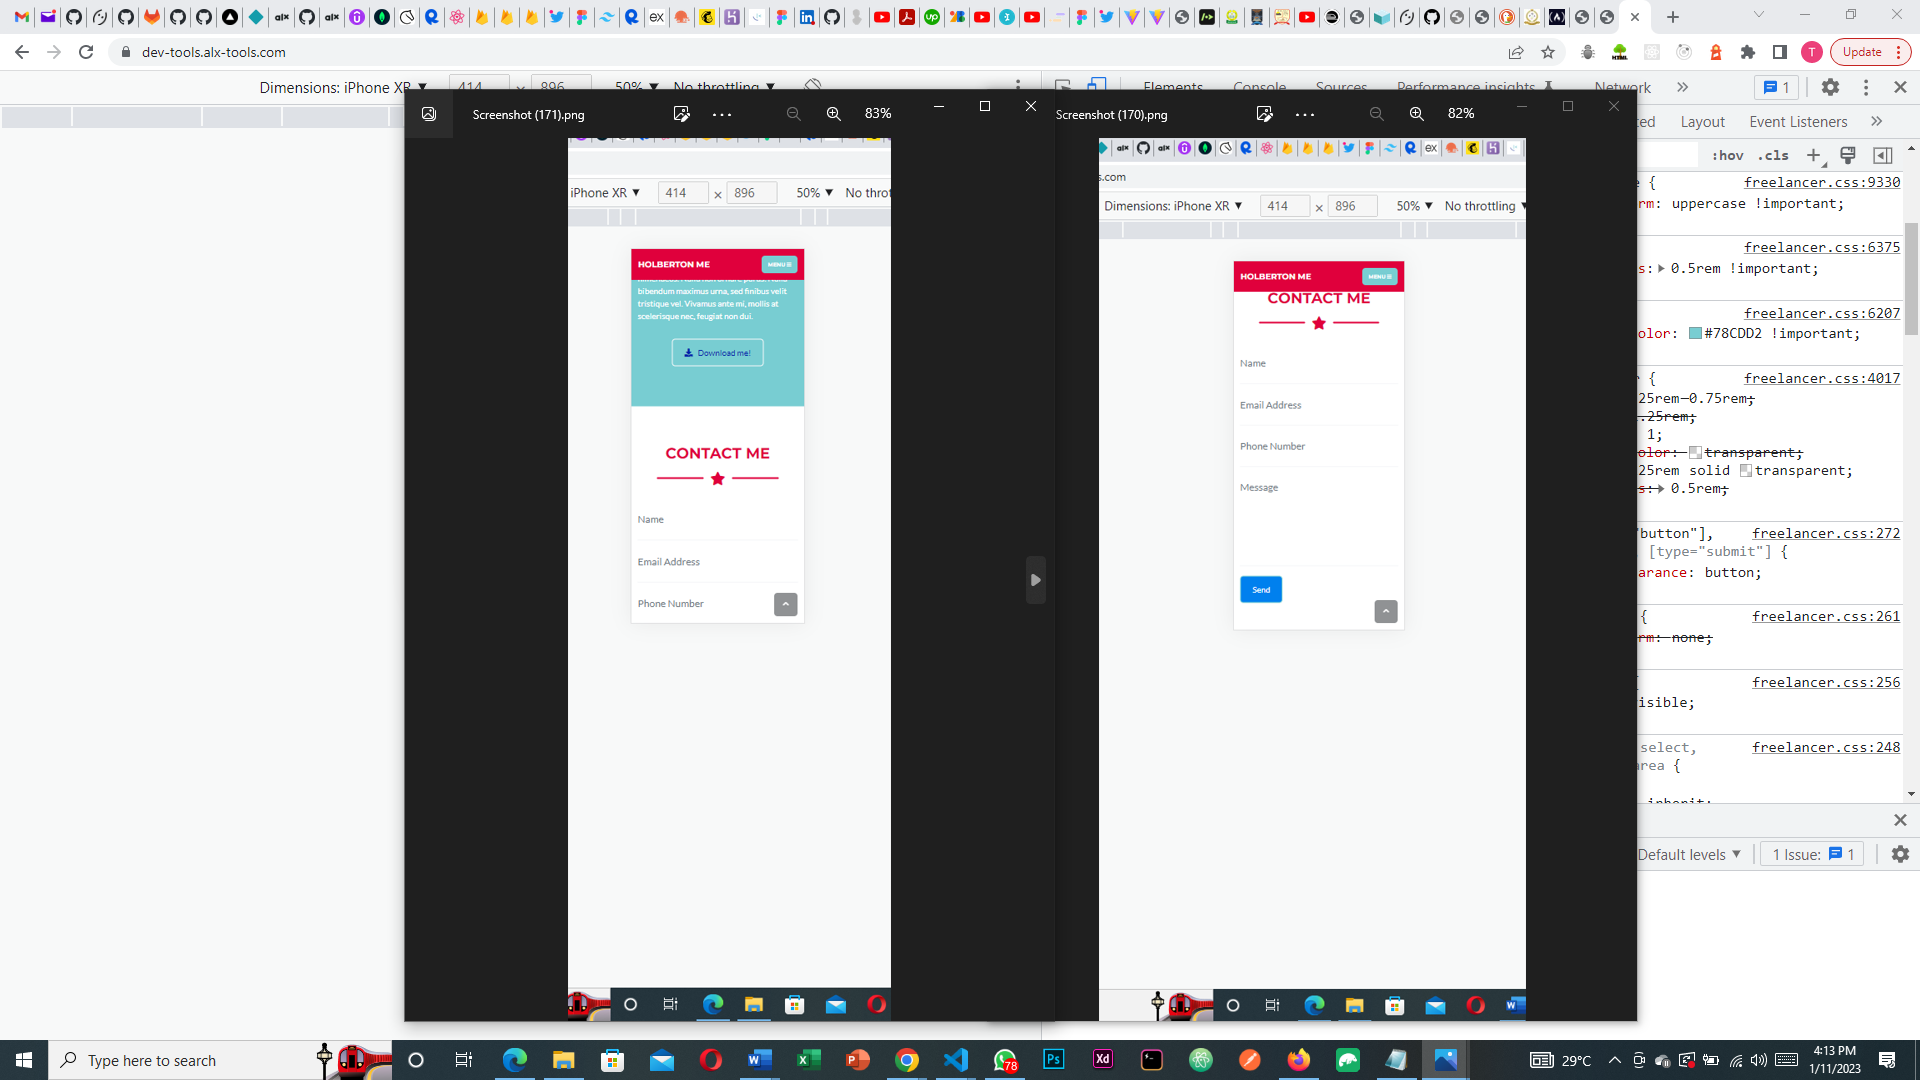 dev-tools.alx-tools.com
Update
Dimensions: iPhone XR
414
×
896
50%
No throttling
Elements
Console
Sources
Performance insights
Network
1
Layout
Event Listeners
:hov
.cls
Screenshot (171).png
83%
iPhone XR
414
×
896
50%
No throt
HOLBERTON ME
MENU
bibendum maximus urna, sed finibus velit
tristique vel. Vivamus ante mi, mollis at
scelerisque nec, feugiat non dui.
Download me!
CONTACT ME
Name
Email Address
Phone Number
Screenshot (170).png
82%
s.com
Dimensions: iPhone XR
414
×
896
50%
No throttling
HOLBERTON ME
MENU
CONTACT ME
Name
Email Address
Phone Number
Message
Send
{
freelancer.css:9330
rm: uppercase !important;
freelancer.css:6375
s: 0.5rem !important;
freelancer.css:6207
olor: #78CDD2 !important;
{
freelancer.css:4017
25rem 0.75rem;
.25rem;
1;
olor: transparent;
25rem solid transparent;
s: 0.5rem;
button"],
freelancer.css:272
[type="submit"] {
arance: button;
{
freelancer.css:261
rm: none;
freelancer.css:256
isible;
select,
freelancer.css:248
area {
inherit;
Default levels
1 Issue:
1
Type here to search
78
29°C
4:13 PM
1/11/2023